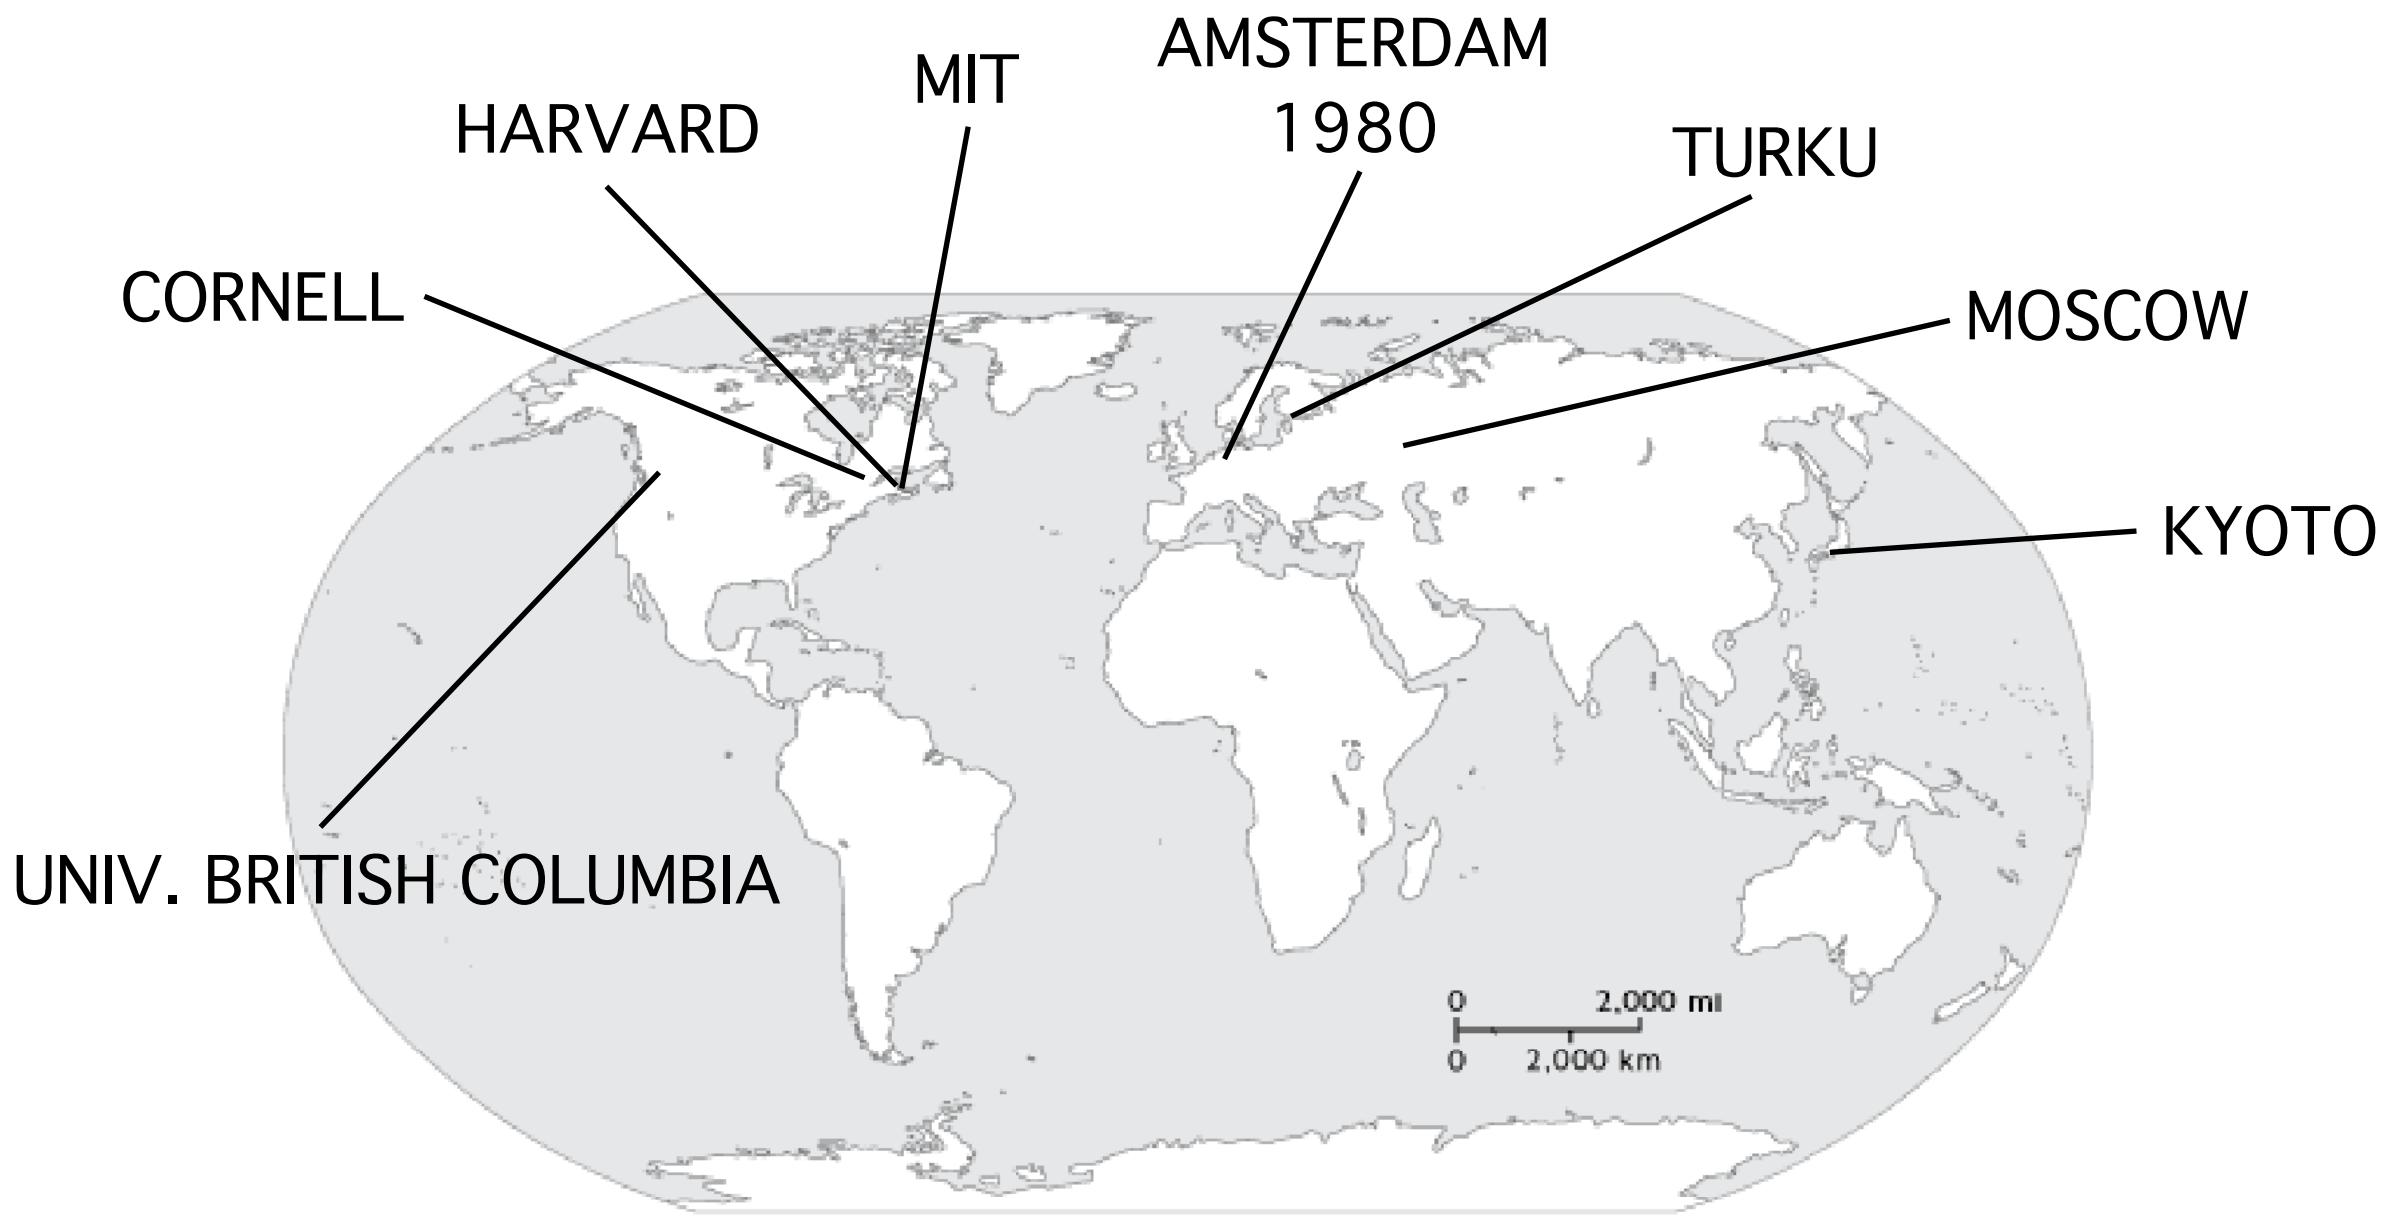 AMSTERDAM
1980
MIT
HARVARD
TURKU
CORNELL
MOSCOW
KYOTO
UNIV. BRITISH COLUMBIA
0 2,000 mi
0 2,000 km